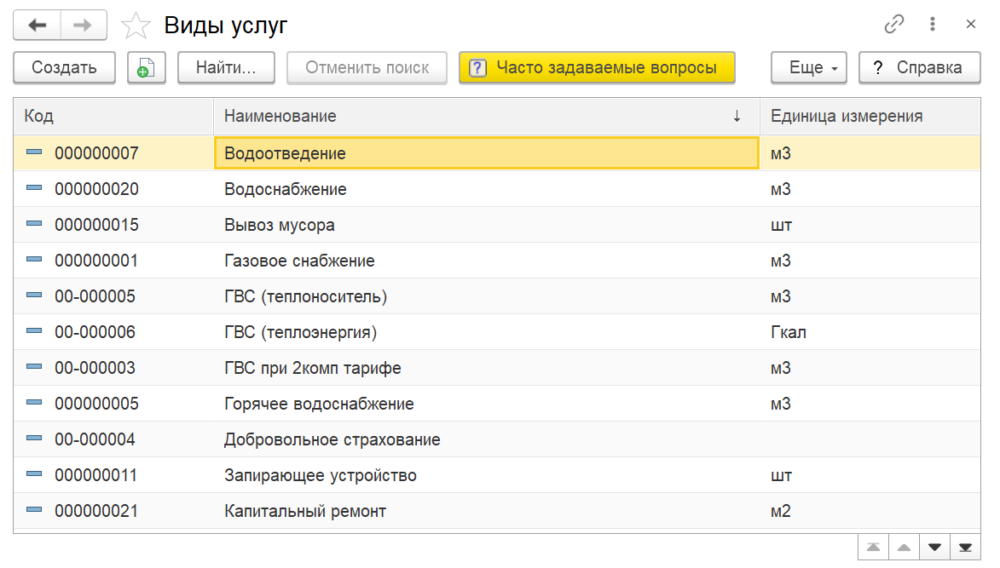 Виды услуг
Создать Найти... Отменить поиск ? Часто задаваемые вопросы Еще ? Справка
Код Наименование ↓ Единица измерения
000000007 Водоотведение м3
000000020 Водоснабжение м3
000000015 Вывоз мусора шт
000000001 Газовое снабжение м3
00-000005 ГВС (теплоноситель) м3
00-000006 ГВС (теплоэнергия) Гкал
00-000003 ГВС при 2комп тарифе м3
000000005 Горячее водоснабжение м3
00-000004 Добровольное страхование
000000011 Запирающее устройство шт
000000021 Капитальный ремонт м2